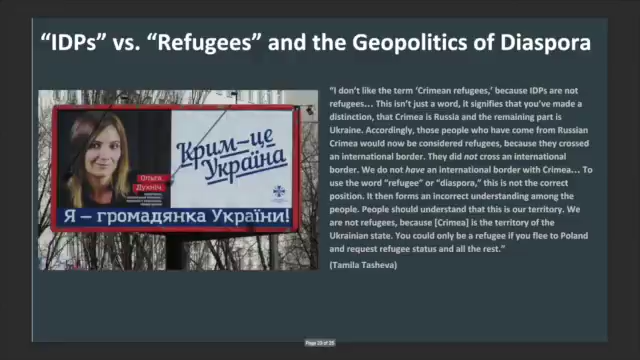 “IDPs” vs. “Refugees” and the Geopolitics of Diaspora
Крим–це
Україна
Ольга
Духніч
Я – громадянка України!
“I don’t like the term ‘Crimean refugees,’ because IDPs are not
refugees… This isn’t just a word, it signifies that you’ve made a
distinction, that Crimea is Russia and the remaining part is
Ukraine. Accordingly, those people who have come from Russian
Crimea would now be considered refugees, because they crossed
an international border. They did not cross an international
border. We do not have an international border with Crimea… To
use the word “refugee” or “diaspora,” this is not the correct
position. It then forms an incorrect understanding among the
people. People should understand that this is our territory. We
are not refugees, because [Crimea] is the territory of the
Ukrainian state. You could only be a refugee if you flee to Poland
and request refugee status and all the rest.”
(Tamila Tasheva)